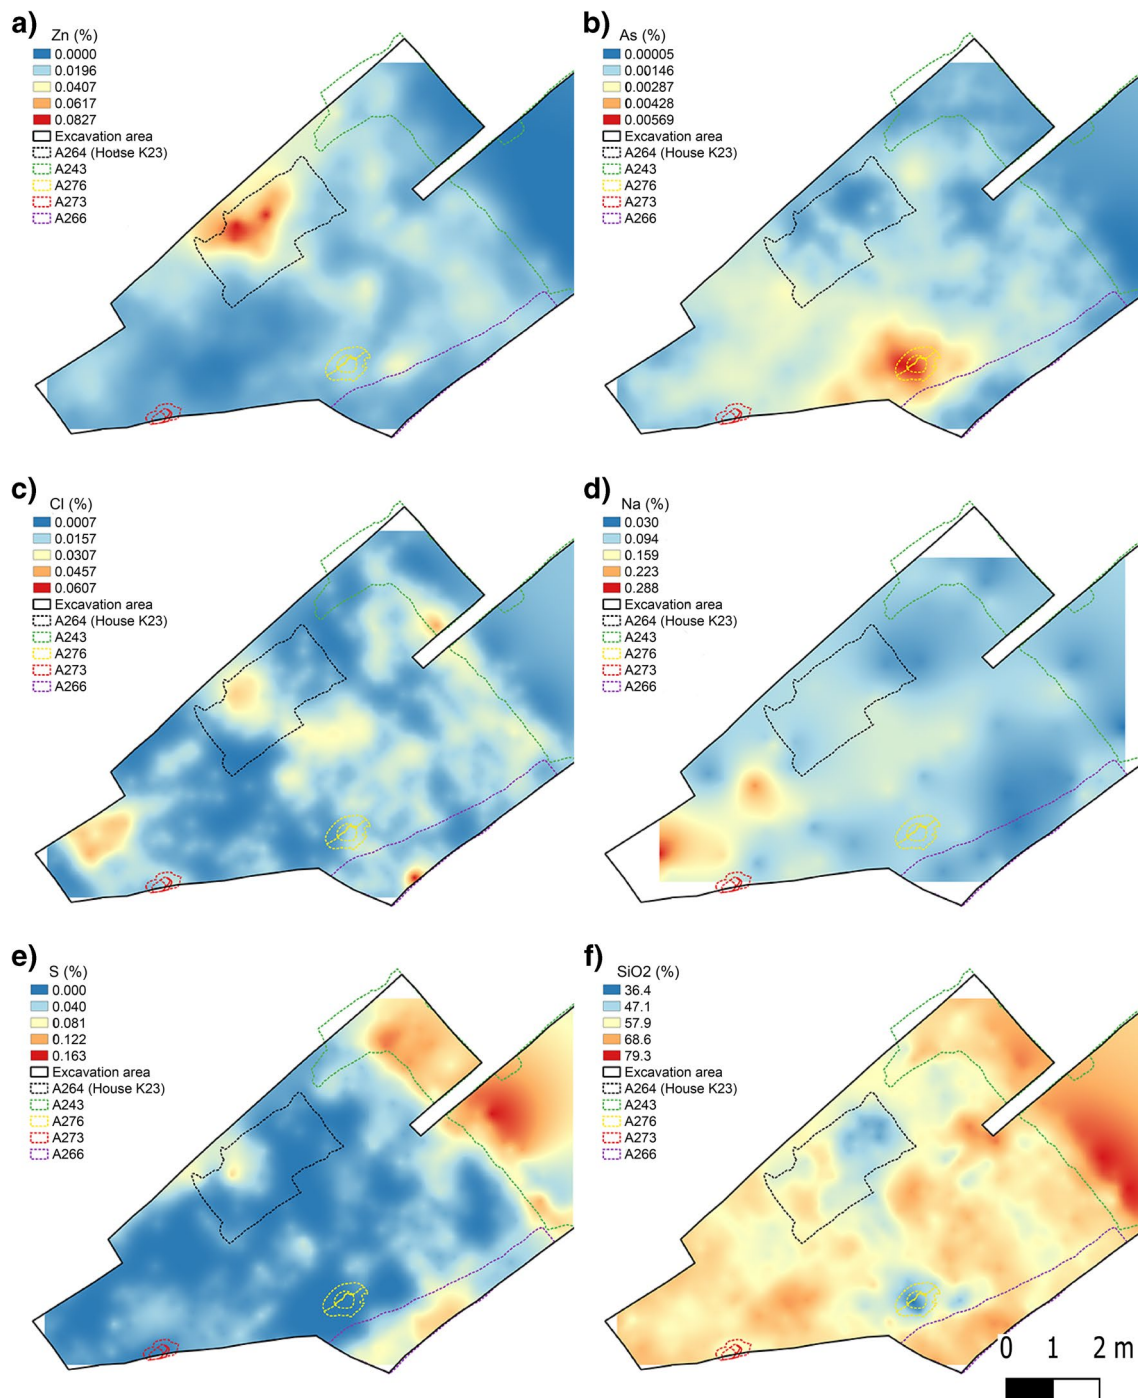 a)
Zn (%)
0.0000
0.0196
0.0407
0.0617
0.0827
Excavation area
A264 (House K23)
A243
A276
A273
A266
b)
As (%)
0.00005
0.00146
0.00287
0.00428
0.00569
Excavation area
A264 (House K23)
A243
A276
A273
A266
c)
Cl (%)
0.0007
0.0157
0.0307
0.0457
0.0607
Excavation area
A264 (House K23)
A243
A276
A273
A266
d)
Na (%)
0.030
0.094
0.159
0.223
0.288
Excavation area
A264 (House K23)
A243
A276
A273
A266
e)
S (%)
0.000
0.040
0.081
0.122
0.163
Excavation area
A264 (House K23)
A243
A276
A273
A266
f)
SiO2 (%)
36.4
47.1
57.9
68.6
79.3
Excavation area
A264 (House K23)
A243
A276
A273
A266
0 1 2 m